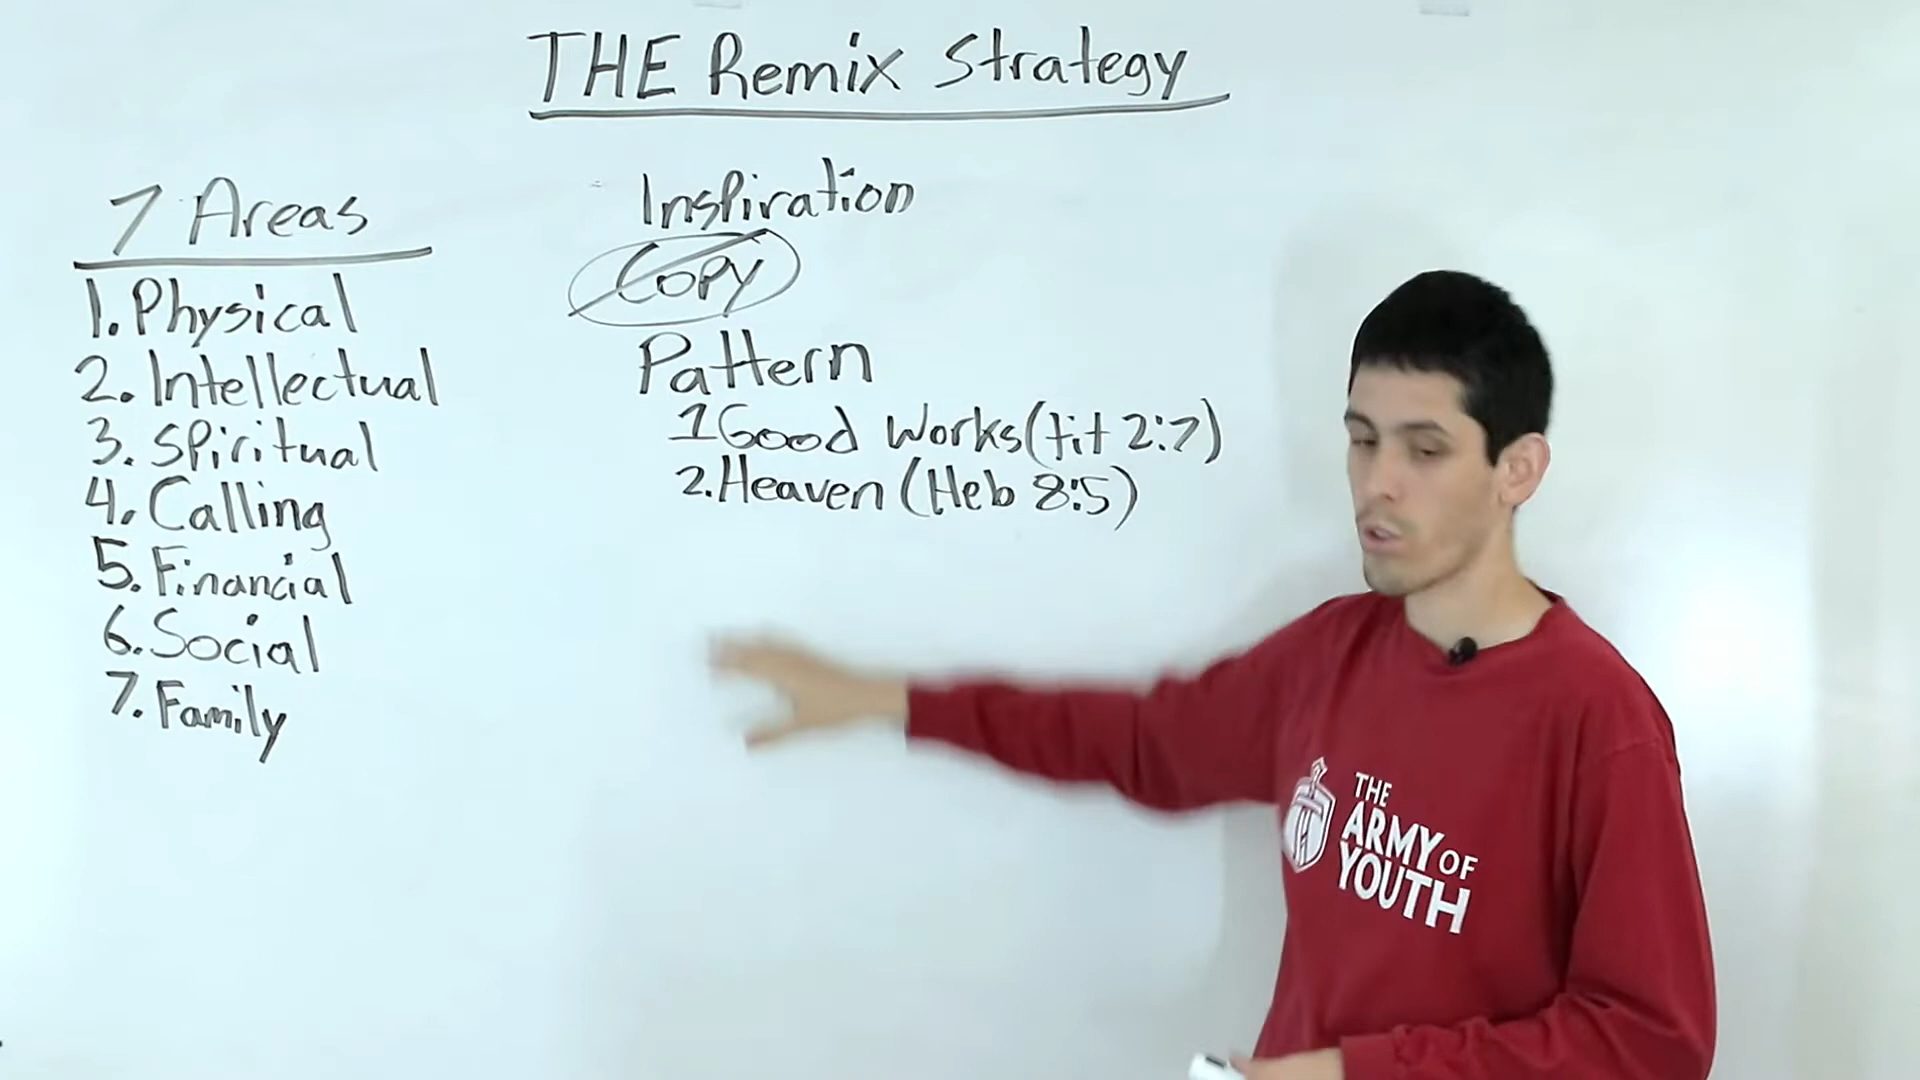 THE Remix Strategy
7 Areas
1. Physical
2. Intellectual
3. Spiritual
4. Calling
5. Financial
6. Social
7. Family
Inspiration
Copy
Pattern
1 Good Works (tit 2:7)
2. Heaven (Heb 8:5)
THE
ARMY OF
YOUTH